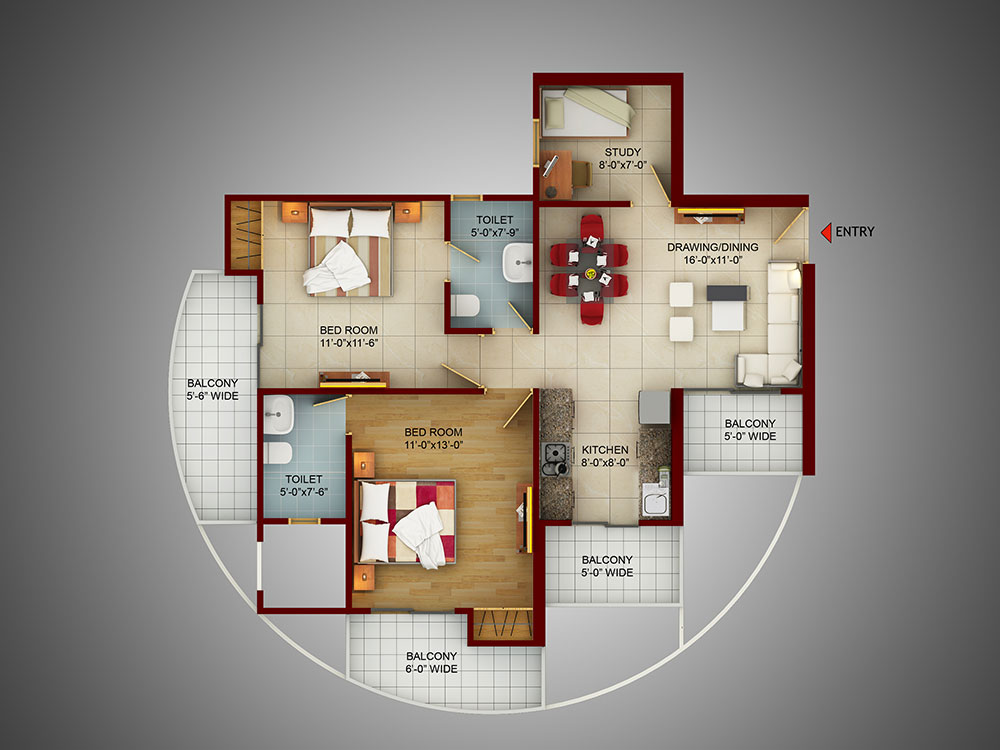 STUDY
8'-0"x7'-0"
TOILET
5'-0"x7'-9"
DRAWING/DINING
16'-0"x11'-0"
ENTRY
BED ROOM
11'-0"x11'-6"
BALCONY
5'-6" WIDE
BED ROOM
11'-0"x13'-0"
BALCONY
5'-0" WIDE
KITCHEN
8'-0"x8'-0"
TOILET
5'-0"x7'-6"
BALCONY
5'-0" WIDE
BALCONY
6'-0" WIDE